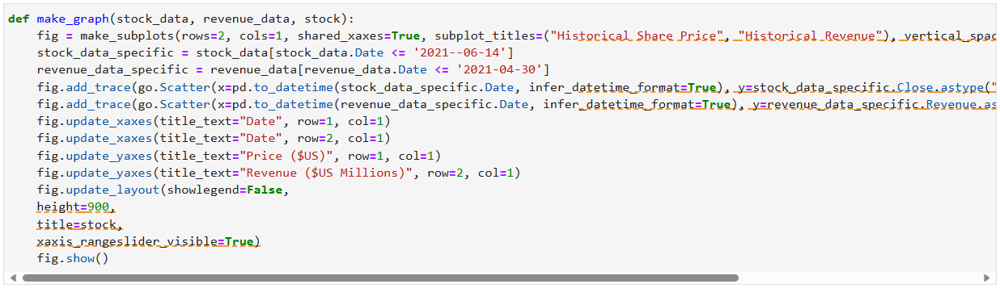 def make_graph(stock_data, revenue_data, stock):
    fig = make_subplots(rows=2, cols=1, shared_xaxes=True, subplot_titles=("Historical Share Price", "Historical Revenue"), vertical_spac
    stock_data_specific = stock_data[stock_data.Date <= '2021--06-14']
    revenue_data_specific = revenue_data[revenue_data.Date <= '2021-04-30']
    fig.add_trace(go.Scatter(x=pd.to_datetime(stock_data_specific.Date, infer_datetime_format=True), y=stock_data_specific.Close.astype("
    fig.add_trace(go.Scatter(x=pd.to_datetime(revenue_data_specific.Date, infer_datetime_format=True), y=revenue_data_specific.Revenue.as
    fig.update_xaxes(title_text="Date", row=1, col=1)
    fig.update_xaxes(title_text="Date", row=2, col=1)
    fig.update_yaxes(title_text="Price ($US)", row=1, col=1)
    fig.update_yaxes(title_text="Revenue ($US Millions)", row=2, col=1)
    fig.update_layout(showlegend=False,
    height=900,
    title=stock,
    xaxis_rangeslider_visible=True)
    fig.show()